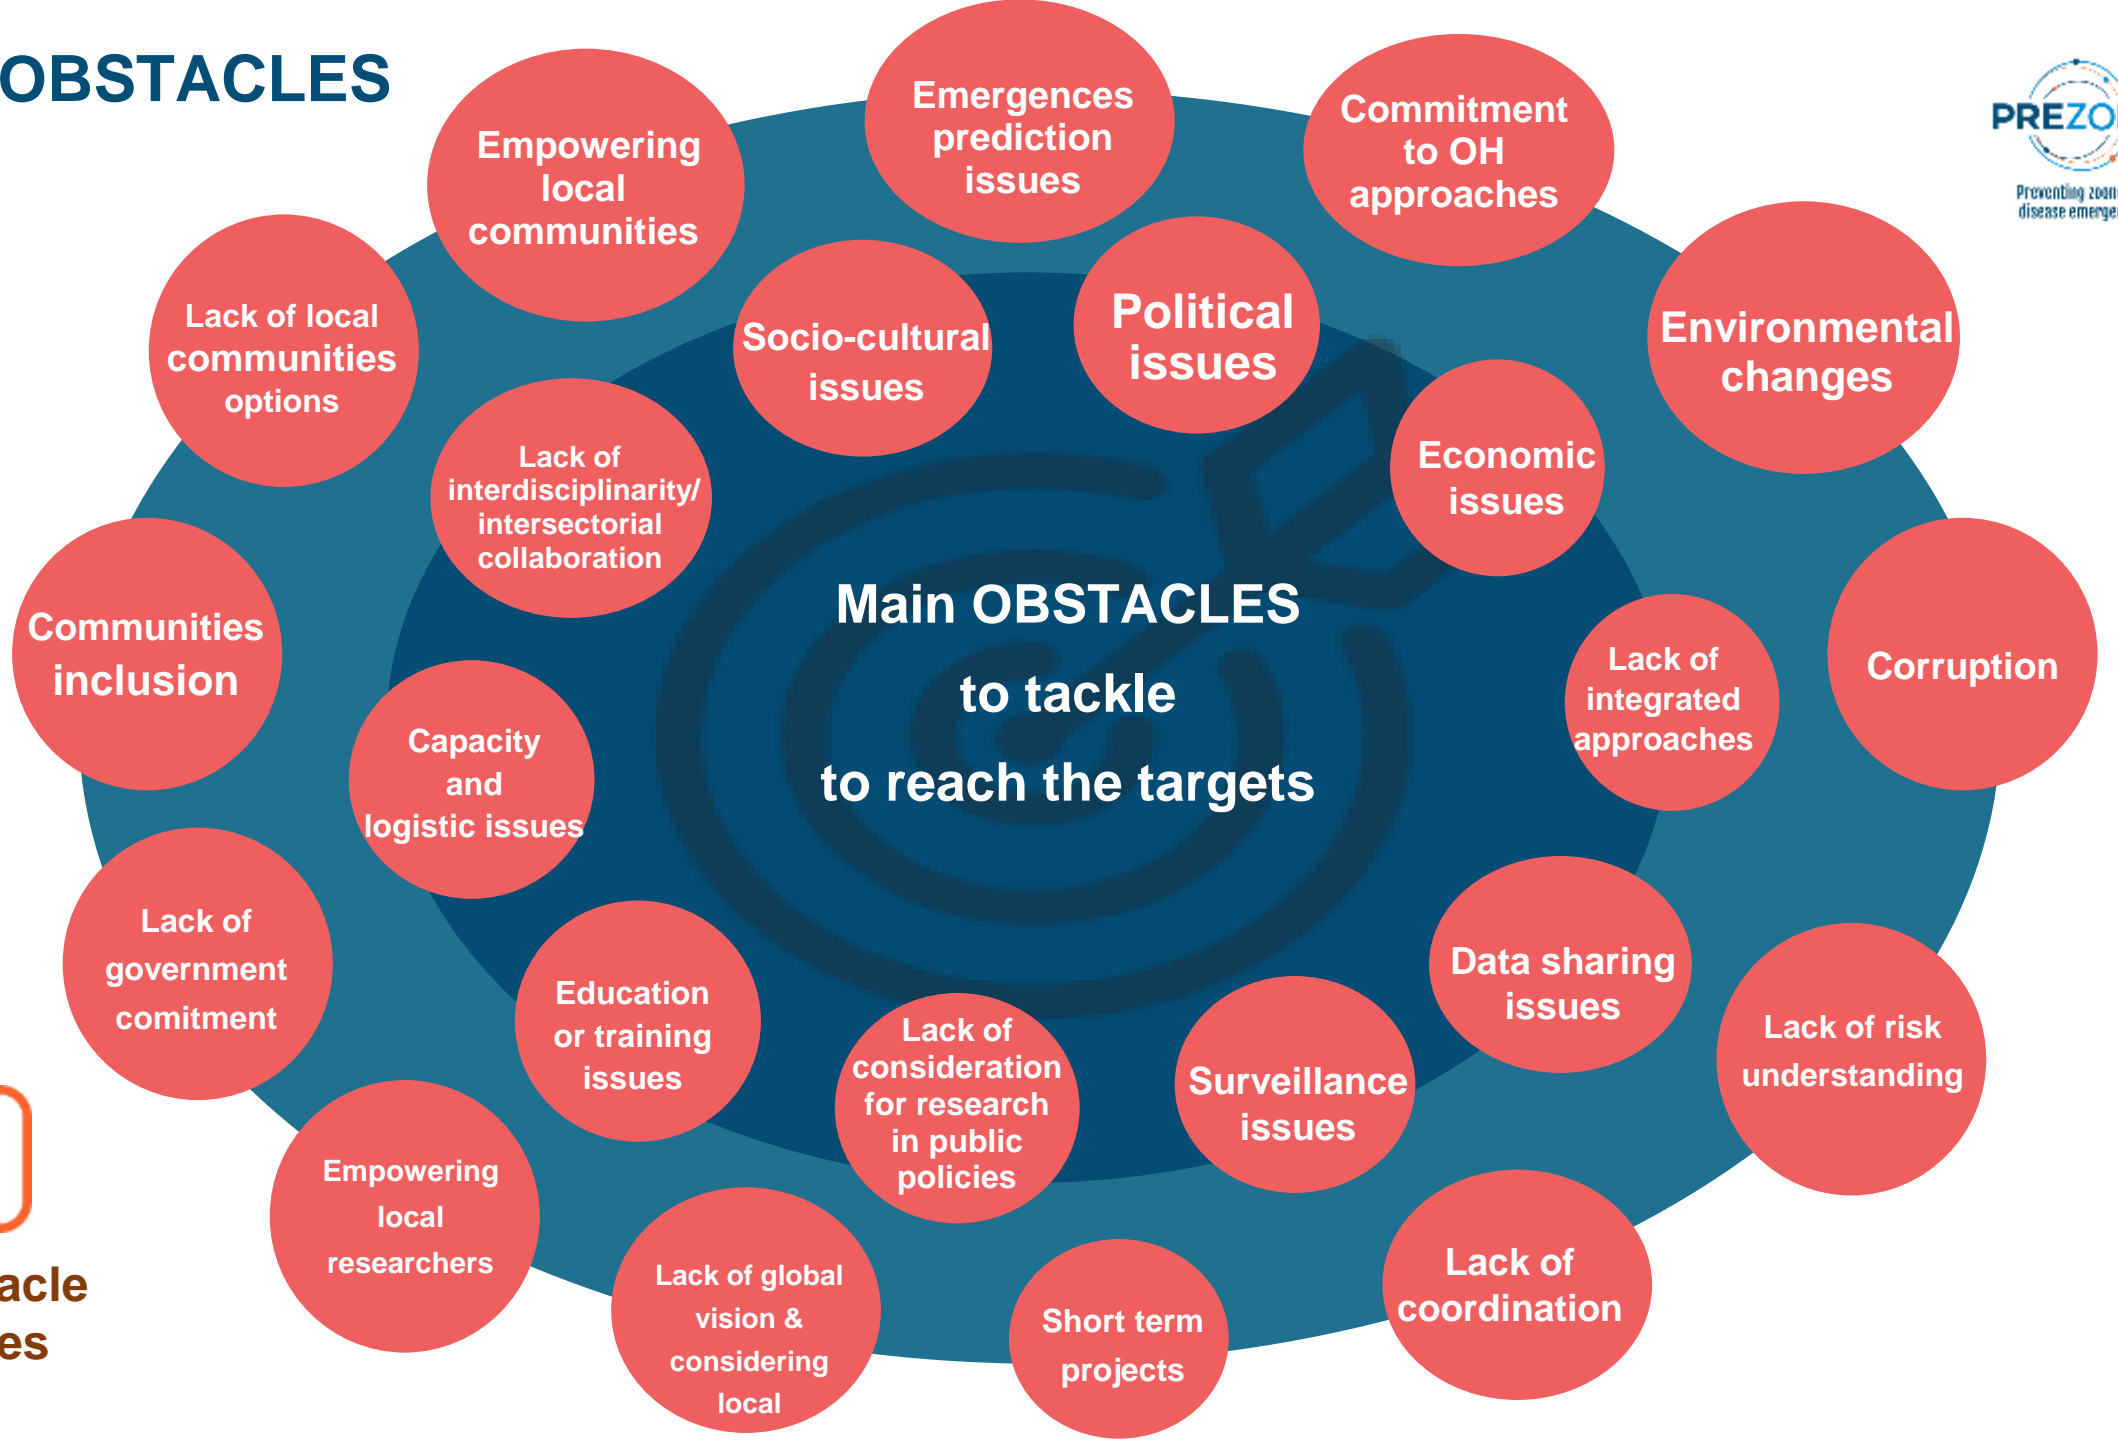 OBSTACLES
Empowering
local
communities
Emergences
prediction
issues
Commitment
to OH
approaches
PREZO
Preventing
disease
Lack of local
communities
options
Socio-cultural
issues
Political
issues
Environmental
changes
Lack of
interdisciplinarity/
intersectorial
collaboration
Economic
issues
Communities
inclusion
Main OBSTACLES
to tackle
to reach the targets
Lack of
integrated
approaches
Corruption
Capacity
and
logistic issues
Lack of
government
comitment
Education
or training
issues
Lack of
consideration
for research
in public
policies
Surveillance
issues
Data sharing
issues
Lack of risk
understanding
Empowering
local
researchers
Lack of global
vision &
considering
local
Short term
projects
Lack of
coordination
acle
es